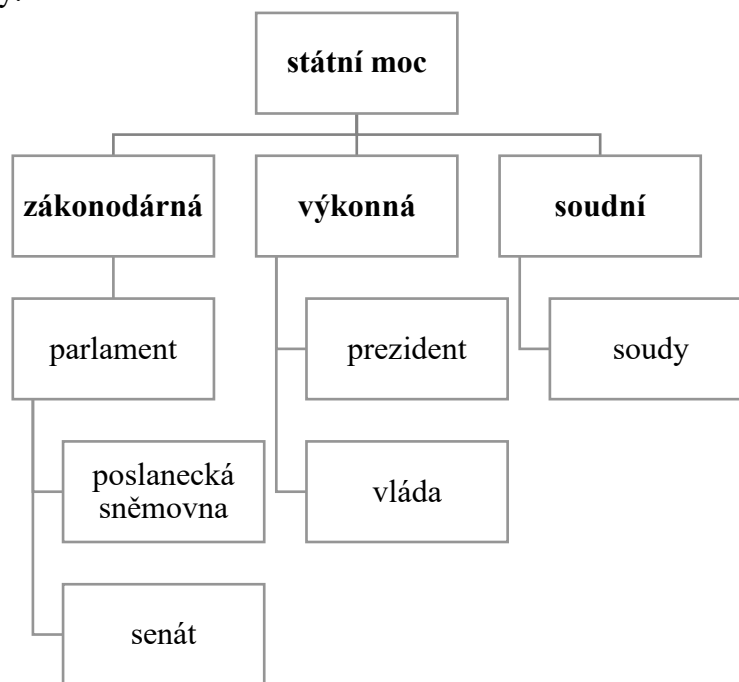 y.
státní moc
zákonodárná
výkonná
soudní
parlament
prezident
soudy
poslanecká
sněmovna
vláda
senát